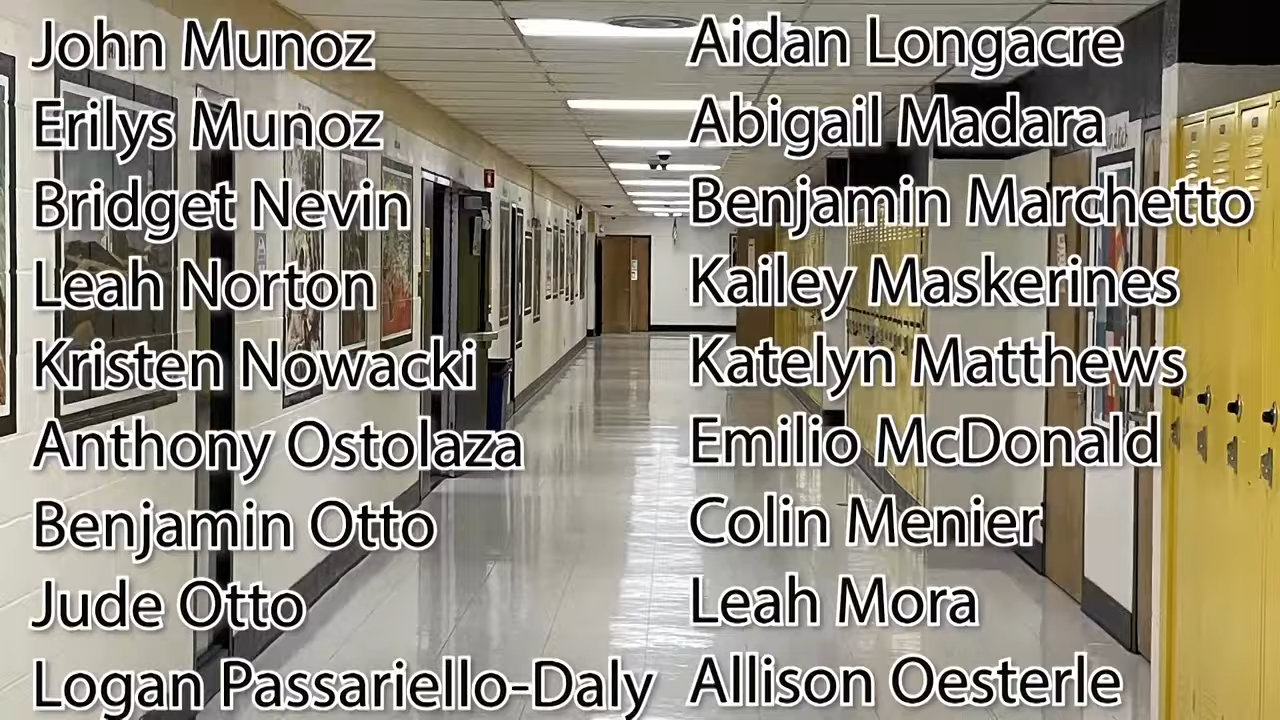 John Munoz
Erilys Munoz
Bridget Nevin
Leah Norton
Kristen Nowacki
Anthony Ostolaza
Benjamin Otto
Jude Otto
Logan Passariello-Daly
Aidan Longacre
Abigail Madara
Benjamin Marchetto
Kailey Maskerines
Katelyn Matthews
Emilio McDonald
Colin Menier
Leah Mora
Allison Oesterle